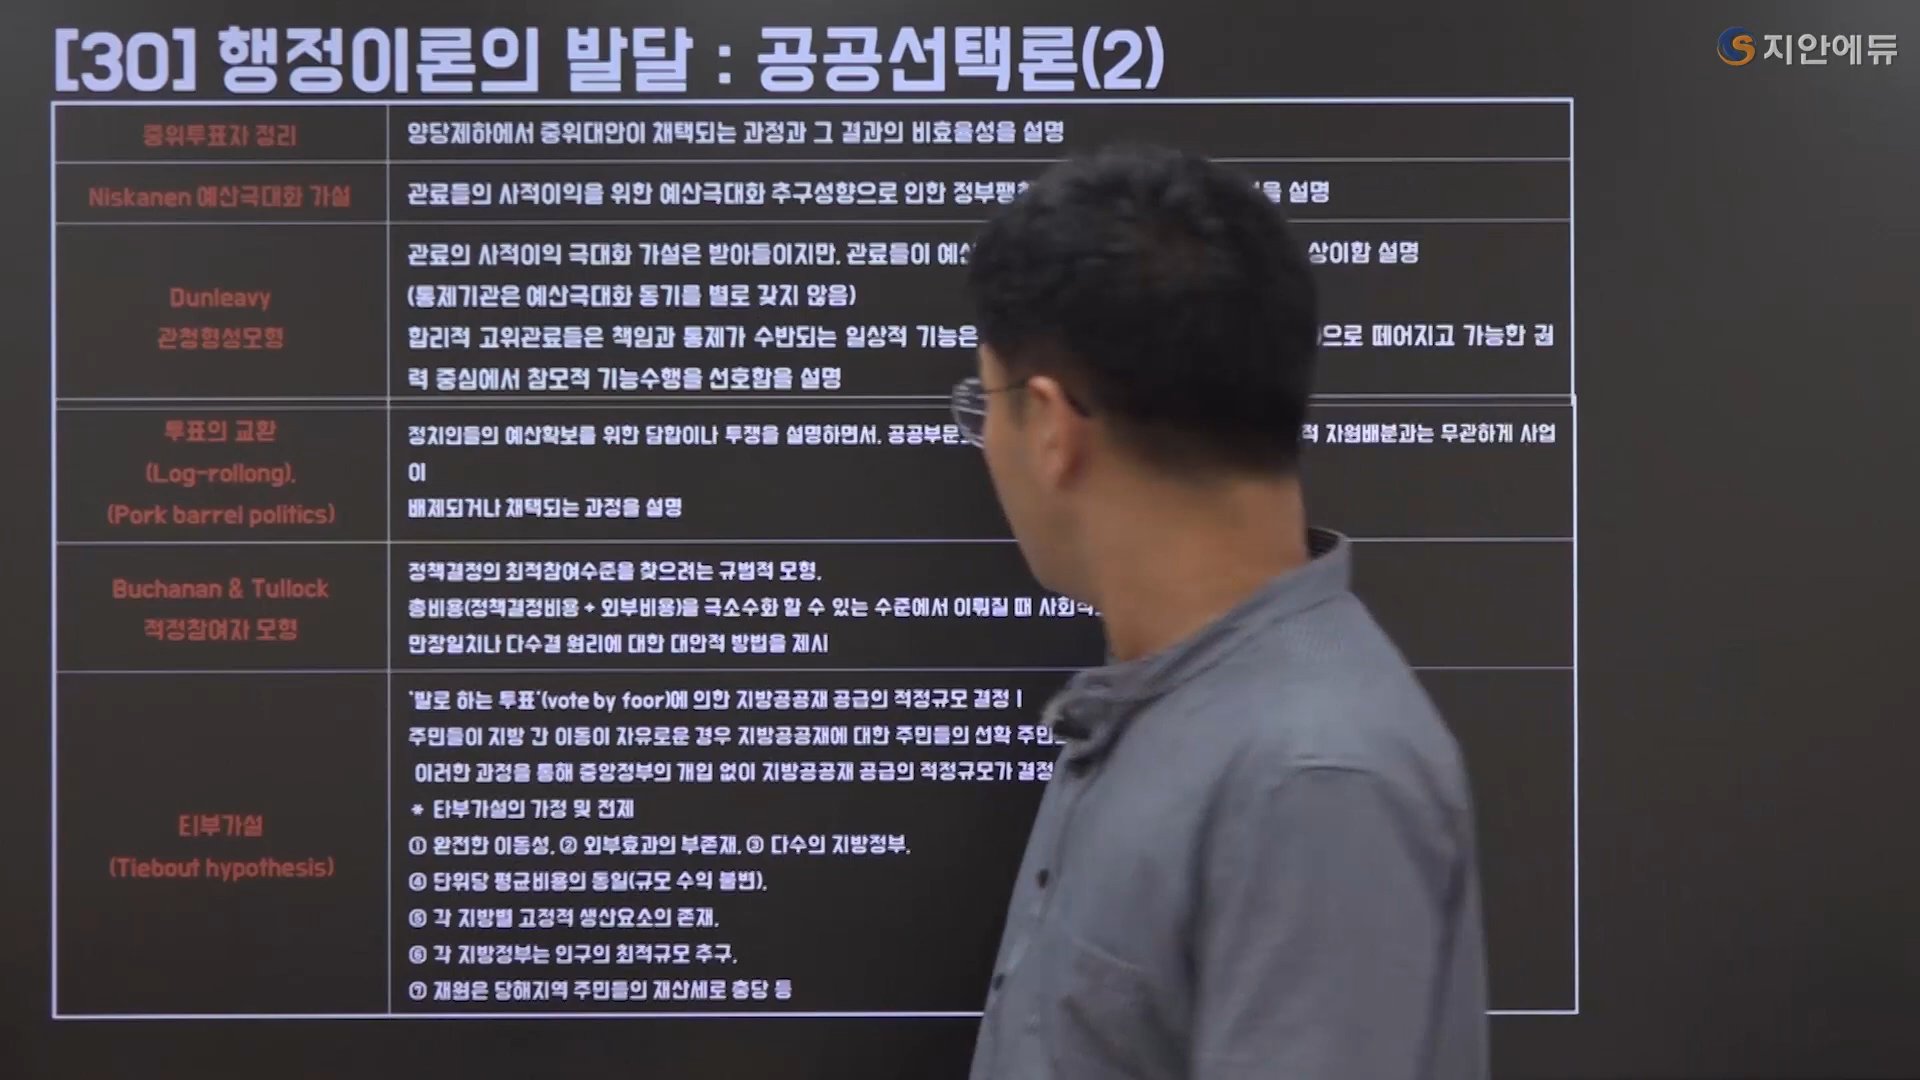 [30] 행정이론의 발달 : 공공선택론(2)
지안에듀
중위투표자 정리
양당제하에서 중위대안이 채택되는 과정과 그 결과의 비효율성을 설명
Niskanen 예산극대화 가설
관료들의 사적이익을 위한 예산극대화 추구성향으로 인한 설명
Dunleavy
관청형성모형
관료의 사적이익 극대화 가설은 받아들이지만, 관료들이 상이함 설명
(통제기관은 예산극대화 동기를 별로 갖지 않음)
합리적 고위관료들은 책임과 통제가 수반되는 일상적 기능은 )으로 떼어지고 가능한 권
력 중심에서 참모적 기능수행을 선호함을 설명
투표의 교환
(Log-rollong),
(Pork barrel politics)
정치인들의 예산확보를 위한 담합이나 투쟁을 설명하면서, 자원배분과는 무관하게 사업
이
배제되거나 채택되는 과정을 설명
Buchanan & Tullock
적정참여자 모형
정책결정의 최적참여수준을 찾으려는 규범적 모형,
총비용(정책결정비용 + 외부비용)을 극소수화 할 수 있는 수준에서 이뤄질 때
만장일치나 다수결 원리에 대한 대안적 방법을 제시
티부가설
(Tiebout hypothesis)
'발로 하는 투표'(vote by foor)에 의한 지방공공재 공급의 적정규모 결정
주민들이 지방 간 이동이 자유로운 경우 지방공공재에 대한 주민들의 선확
이러한 과정을 통해 중앙정부의 개입 없이 지방공공재 공급의 적정규모가
* 타부가설의 가정 및 전제
① 완전한 이동성, ② 외부효과의 부존재, ③ 다수의 지방정부,
④ 단위당 평균비용의 동일(규모 수익 불변),
⑤ 각 지방별 고정적 생산요소의 존재,
⑥ 각 지방정부는 인구의 최적규모 추구,
⑦ 재원은 당해지역 주민들의 재산세로 충당 등